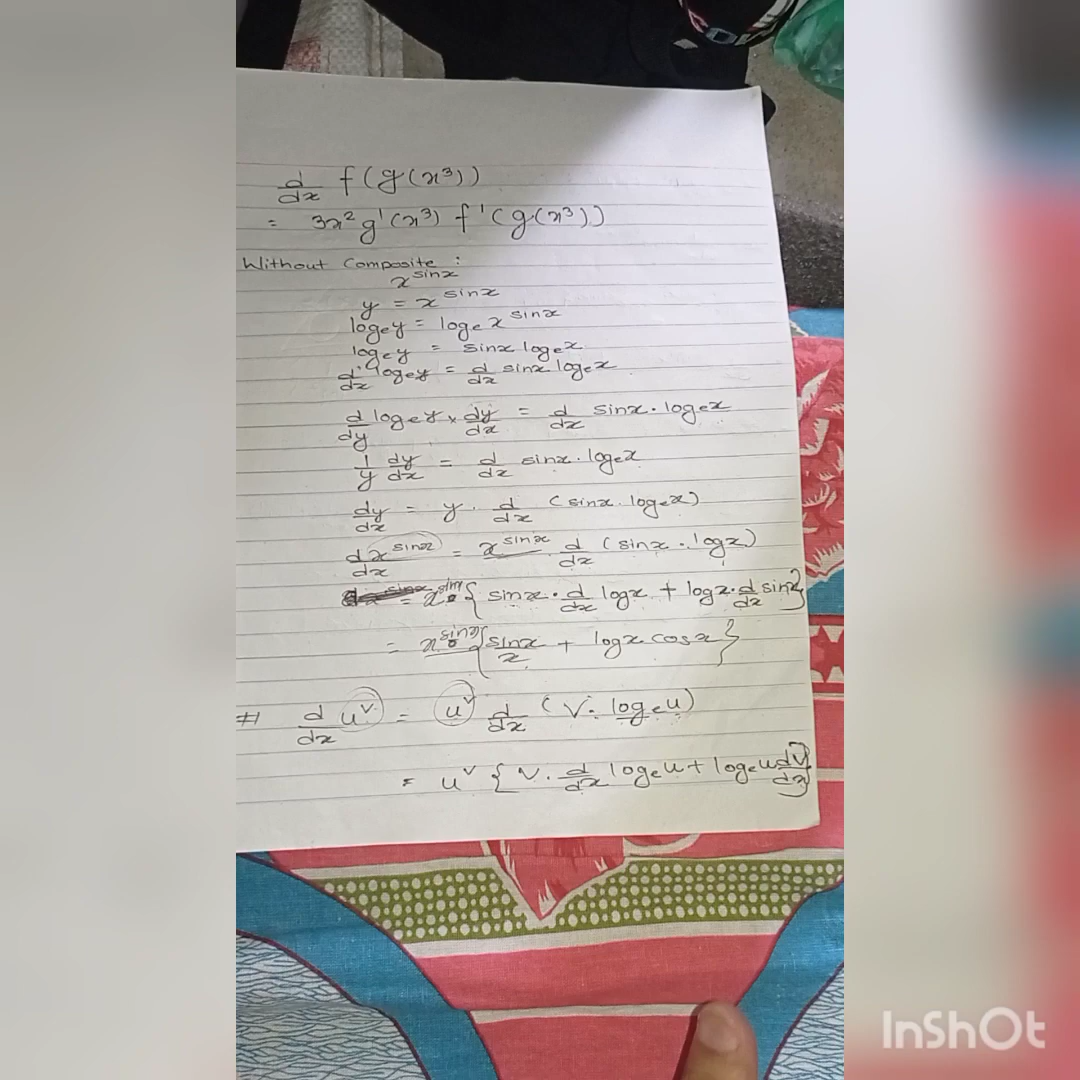 d/dx f(g(x³))
= 3x² g'(x³) f'(g(x³))
Without Composite :
x^sinx
y = x^sinx
logₑy = logₑ x^sinx
logₑy = sinx logₑx
d/dx logₑy = d/dx sinx logₑx
d/dy logₑy × dy/dx = d/dx sinx · logₑx
1/y dy/dx = d/dx sinx · logₑx
dy/dx = y · d/dx (sinx · logₑx)
d x^sinx/dx = x^sinx d/dx (sinx · logx)
= x^sinx { sinx · d/dx logx + logx · d/dx sinx }
= x^sinx { sinx/x + logx cosx }
# d/dx u^v = u^v d/dx (V · logₑu)
= u^v { V · d/dx logₑu + logₑu dv/dx }
InShOt